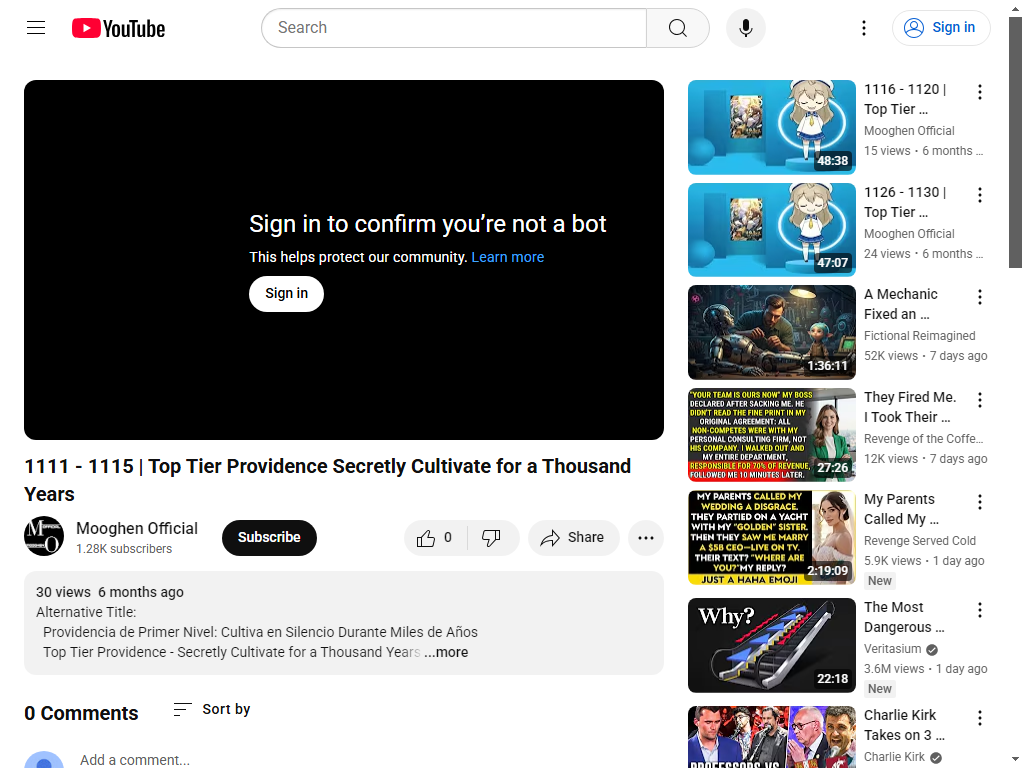 YouTube
Search
Sign in
Sign in to confirm you're not a bot
This helps protect our community. Learn more
Sign in
1111 - 1115 | Top Tier Providence Secretly Cultivate for a Thousand
Years
Mooghen Official
1.28K subscribers
Subscribe
0
Share
30 views 6 months ago
Alternative Title:
Providencia de Primer Nivel: Cultiva en Silencio Durante Miles de Años
Top Tier Providence - Secretly Cultivate for a Thousand Years ...more
0 Comments
Sort by
Add a comment...
48:38
1116 - 1120 |
Top Tier ...
Mooghen Official
15 views • 6 months ...
47:07
1126 - 1130 |
Top Tier ...
Mooghen Official
24 views • 6 months ...
1:36:11
A Mechanic
Fixed an ...
Fictional Reimagined
52K views • 7 days ago
"YOUR TEAM IS OURS NOW" MY BOSS
DECLARED AFTER SACKING ME. HE
DIDN'T READ THE FINE PRINT IN MY
ORIGINAL AGREEMENT: ALL
NON-COMPETES WERE WITH MY
PERSONAL CONSULTING FIRM, NOT
HIS COMPANY. I WALKED OUT AND
MY ENTIRE DEPARTMENT,
RESPONSIBLE FOR 70% OF REVENUE,
FOLLOWED ME 10 MINUTES LATER.
27:26
They Fired Me.
I Took Their ...
Revenge of the Coffe...
12K views • 7 days ago
MY PARENTS CALLED MY
WEDDING A DISGRACE.
THEY PARTIED ON A YACHT
WITH MY "GOLDEN" SISTER.
THEN THEY SAW ME MARRY
A $5B CEO—LIVE ON TV.
THEIR TEXT? "WHERE ARE
YOU?"MY REPLY?
JUST A HAHA EMOJI
2:19:09
My Parents
Called My ...
Revenge Served Cold
5.9K views • 1 day ago
New
Why?
22:18
The Most
Dangerous ...
Veritasium
3.6M views • 1 day ago
New
PROFESSORS VS
Charlie Kirk
Takes on 3 ...
Charlie Kirk